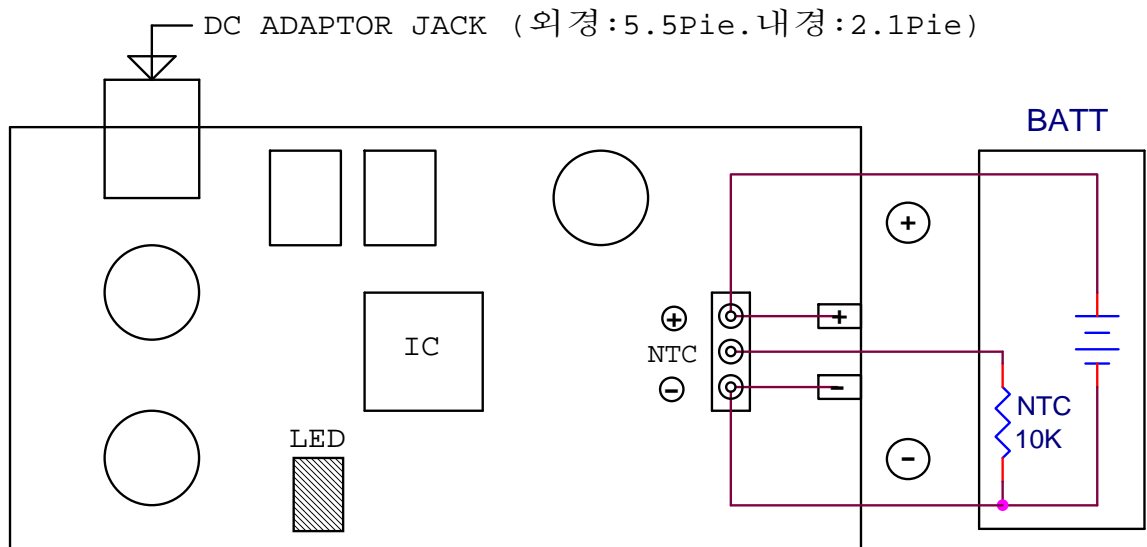 DC ADAPTOR JACK (외경:5.5Pie.내경:2.1Pie)
BATT
+
+
+
IC
NTC
-
-
NTC
10K
LED
-